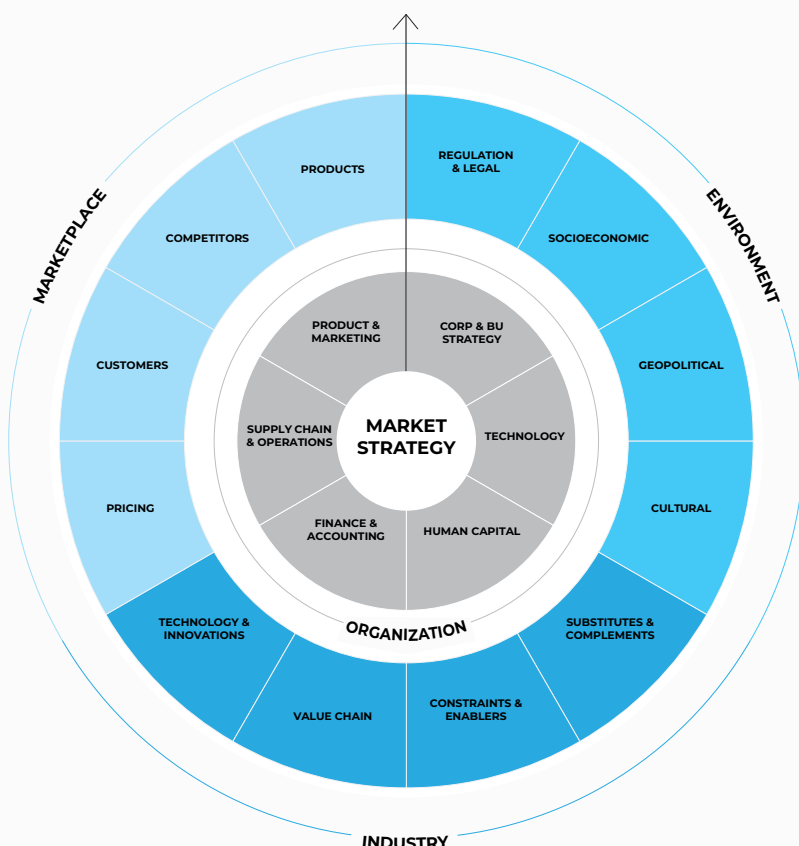 PRODUCTS
REGULATION
& LEGAL
COMPETITORS
SOCIOECONOMIC
MARKETPLACE
ENVIRONMENT
CUSTOMERS
GEOPOLITICAL
PRICING
CULTURAL
PRODUCT &
MARKETING
CORP & BU
STRATEGY
SUPPLY CHAIN
& OPERATIONS
MARKET
STRATEGY
TECHNOLOGY
FINANCE &
ACCOUNTING
HUMAN CAPITAL
ORGANIZATION
TECHNOLOGY &
INNOVATIONS
SUBSTITUTES &
COMPLEMENTS
VALUE CHAIN
CONSTRAINTS &
ENABLERS
INDUSTRY